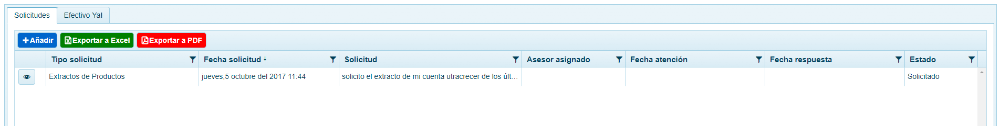 Solicitudes Efectivo Ya!
Añadir Exportar a Excel Exportar a PDF
Tipo solicitud Fecha solicitud Solicitud Asesor asignado Fecha atención Fecha respuesta Estado
Extractos de Productos jueves,5 octubre del 2017 11:44 solicito el extracto de mi cuenta utracrecer de los últ... Solicitado